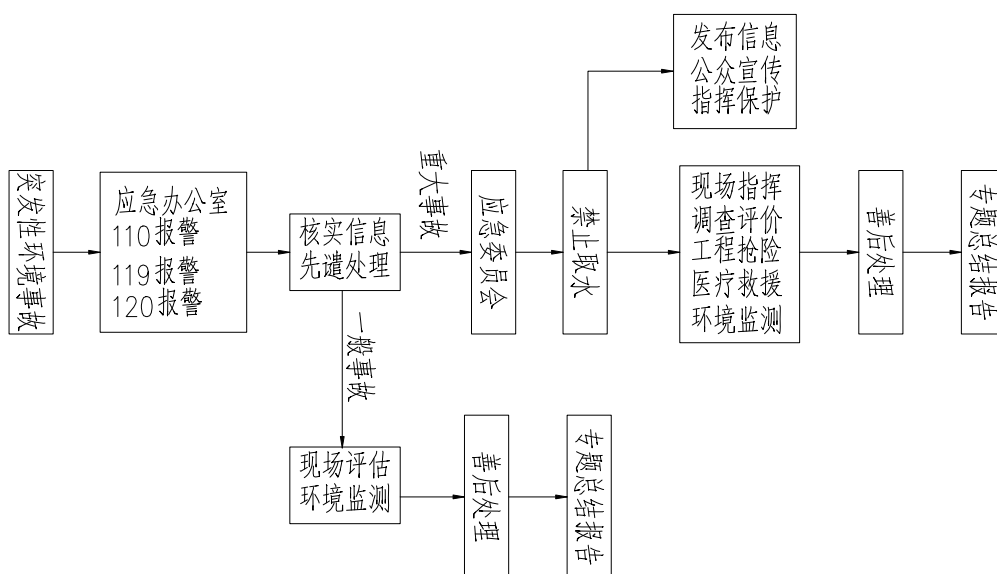 突发性环境事故
应急办公室
110报警
119报警
120报警
核实信息
先遣处理
重大事故
应急委员会
禁止取水
发布信息
公众宣传
指挥保护
现场指挥
调查评价
工程抢险
医疗救援
环境监测
善后处理
专题总结报告
一般事故
现场评估
环境监测
善后处理
专题总结报告